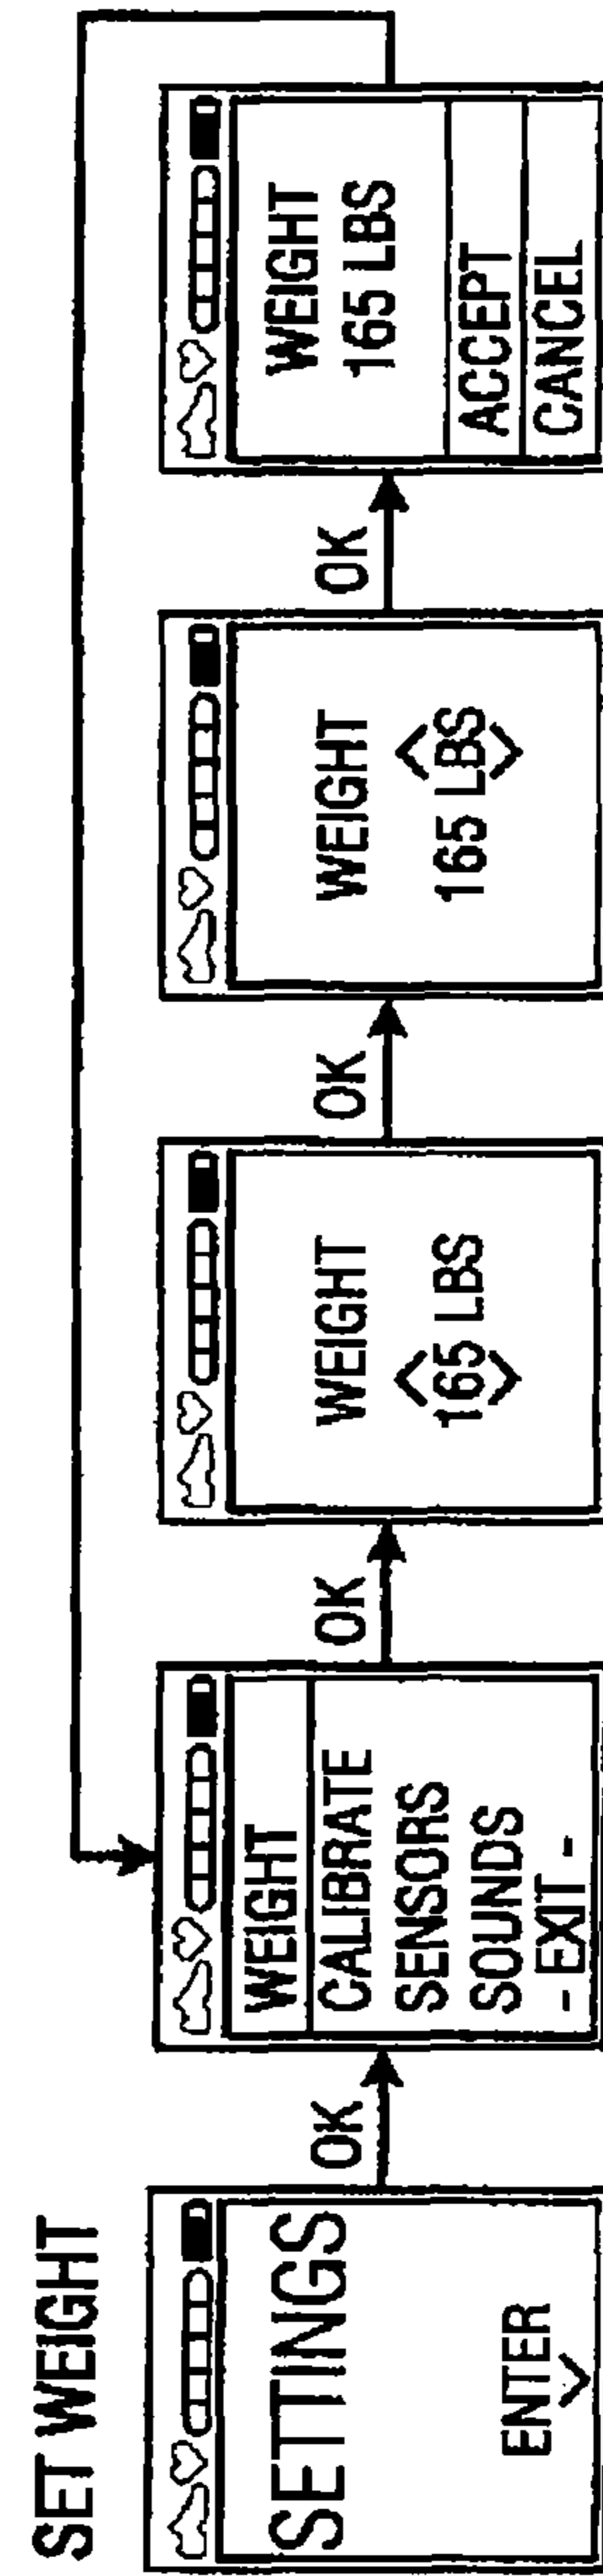 SET WEIGHT
SETTINGS
ENTER
OK
WEIGHT
CALIBRATE
SENSORS
SOUNDS
- EXIT -
OK
WEIGHT
165 LBS
OK
WEIGHT
165 LBS
OK
WEIGHT
165 LBS
ACCEPT
CANCEL